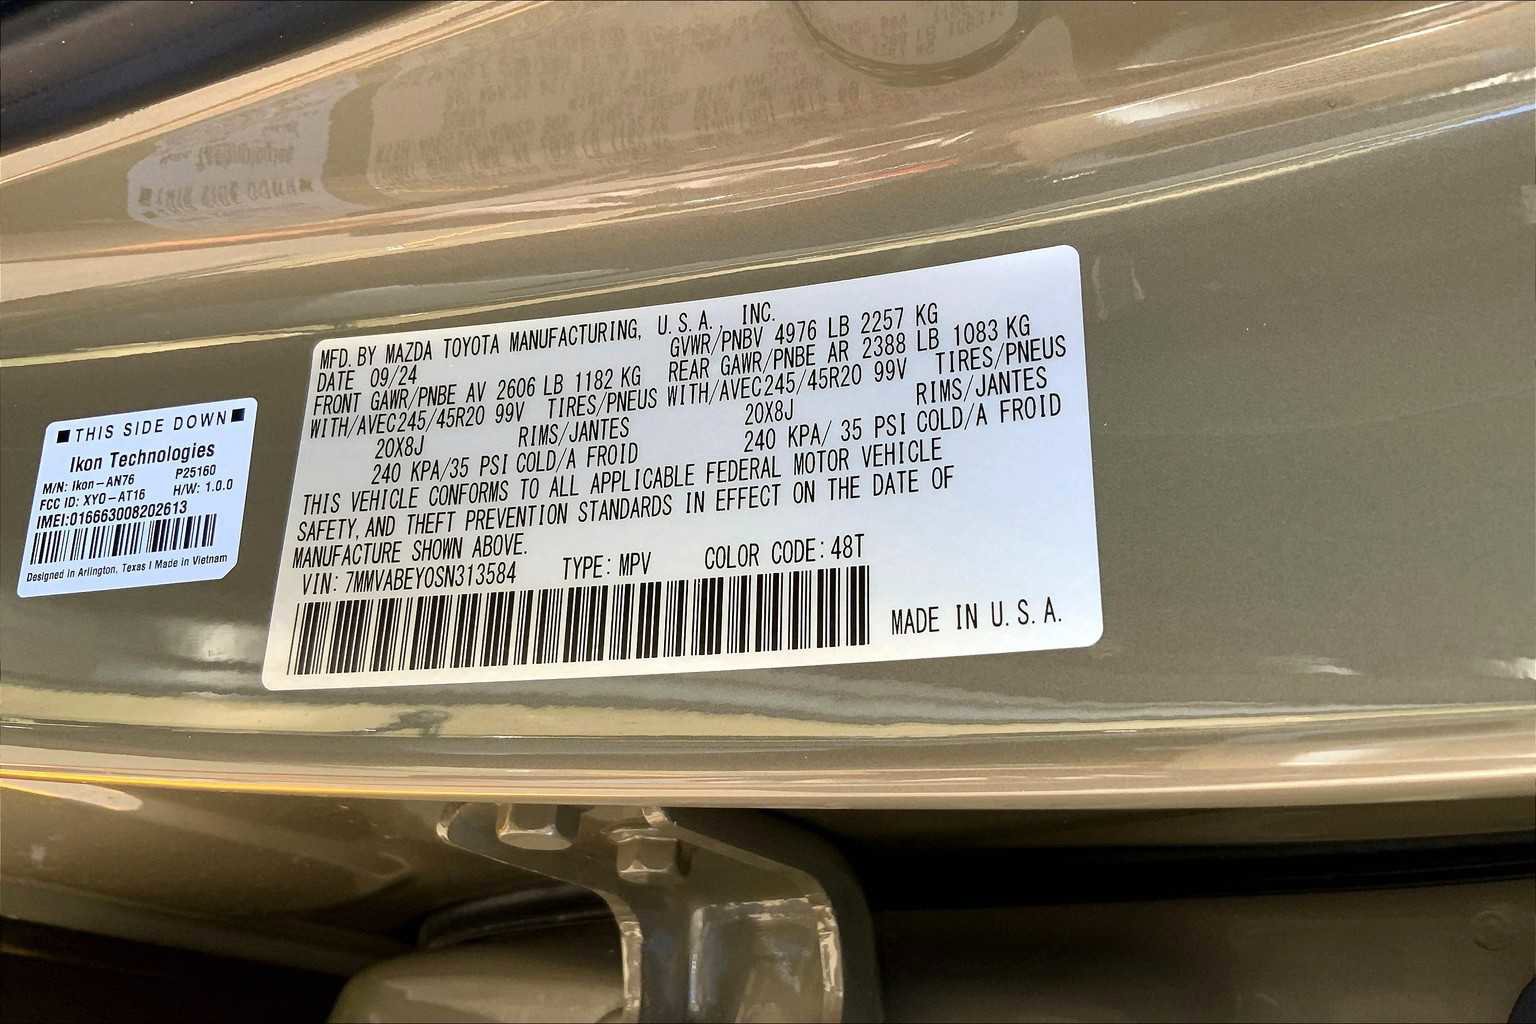 THIS SIDE DOWN
Ikon Technologies
M/N: Ikon-AN76 P25160
FCC ID: XYO-AT16 H/W: 1.0.0
IMEI:016663008202613
Designed in Arlington, Texas | Made in Vietnam
MFD. BY MAZDA TOYOTA MANUFACTURING, U.S.A., INC.
DATE 09/24 GVWR/PNBV 4976 LB 2257 KG
FRONT GAWR/PNBE AV 2606 LB 1182 KG REAR GAWR/PNBE AR 2388 LB 1083 KG
WITH/AVEC245/45R20 99V TIRES/PNEUS WITH/AVEC245/45R20 99V TIRES/PNEUS
20X8J RIMS/JANTES 20X8J RIMS/JANTES
240 KPA/35 PSI COLD/A FROID 240 KPA/ 35 PSI COLD/A FROID
THIS VEHICLE CONFORMS TO ALL APPLICABLE FEDERAL MOTOR VEHICLE
SAFETY, AND THEFT PREVENTION STANDARDS IN EFFECT ON THE DATE OF
MANUFACTURE SHOWN ABOVE.
VIN: 7MMVABEY0SN313584 TYPE: MPV COLOR CODE: 48T
MADE IN U.S.A.